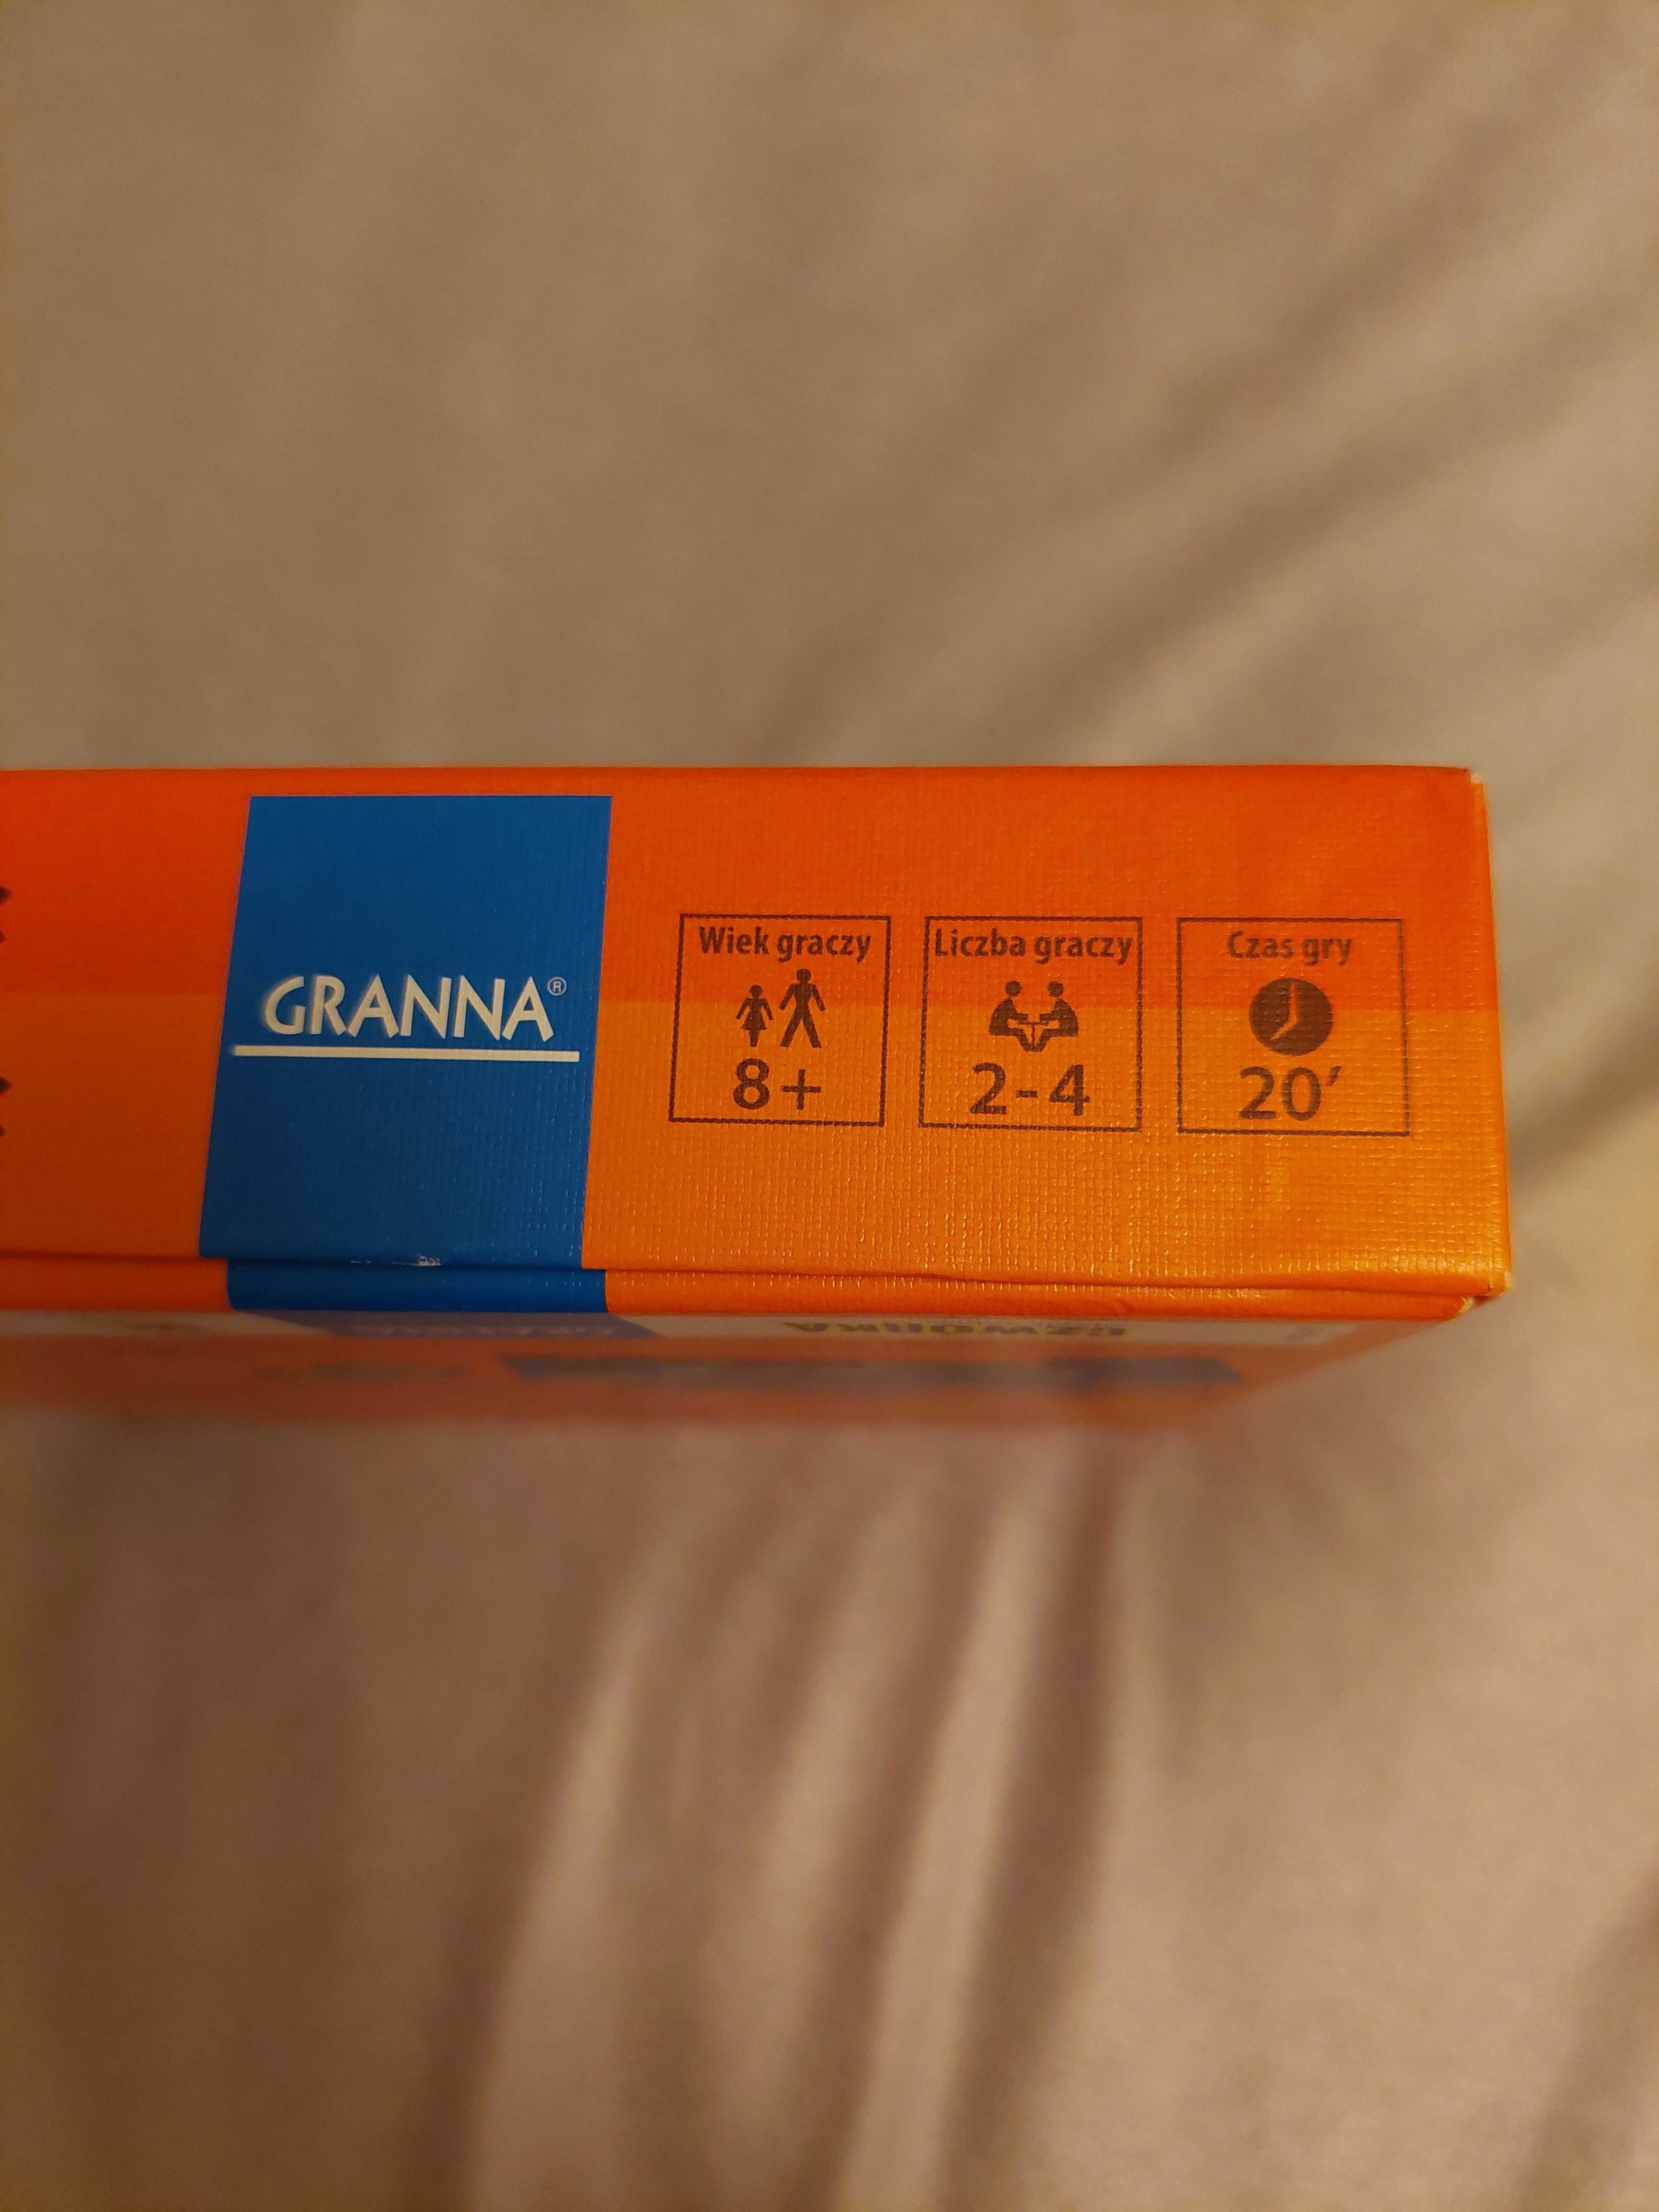 GRANNA®
Wiek graczy
8+
Liczba graczy
2-4
Czas gry
20′